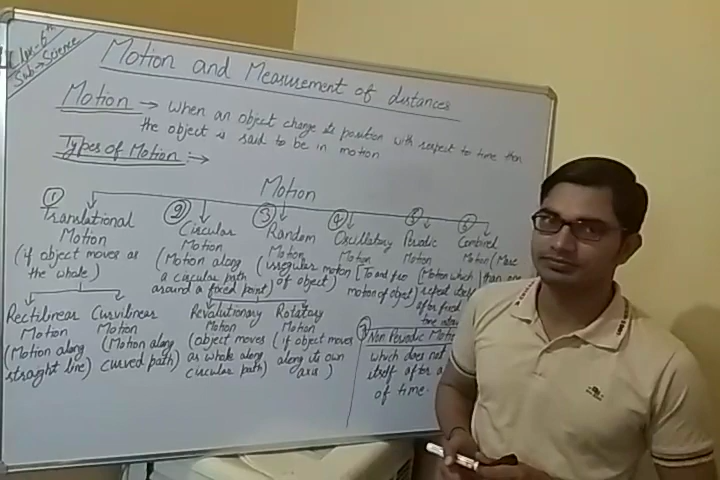 Class-6th
Sub→Science
Motion and Measurement of distances
Motion → When an object change its position with respect to time then
the object is said to be in motion
Types of Motion :→
Motion
① Translational
Motion
(if object moves as
the whole)
Rectilinear
Motion
(Motion along
straight line)
Curvilinear
Motion
(Motion along
curved path)
② Circular
Motion
(Motion along
a circular path
around a fixed point)
Revolutionary
Motion
(object moves
as whole along
circular path)
Rotatary
Motion
(if object moves
along its own
axis)
③ Random
Motion
(irregular motion
of object)
④ Oscillatory
Motion
[To and fro
motion of object)
⑤ Periodic
Motion
(Motion which
repeat itself
after fixed
time
⑥ Combined
Motion (More
than one
⑦ Non Periodic Motion
which does not
itself after a
of time.